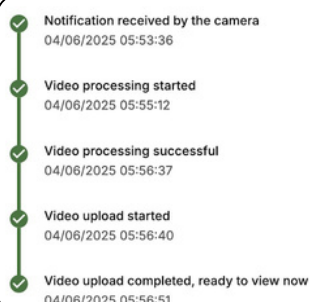 Notification received by the camera
04/06/2025 05:53:36
Video processing started
04/06/2025 05:55:12
Video processing successful
04/06/2025 05:56:37
Video upload started
04/06/2025 05:56:40
Video upload completed, ready to view now
04/06/2025 05:56:51